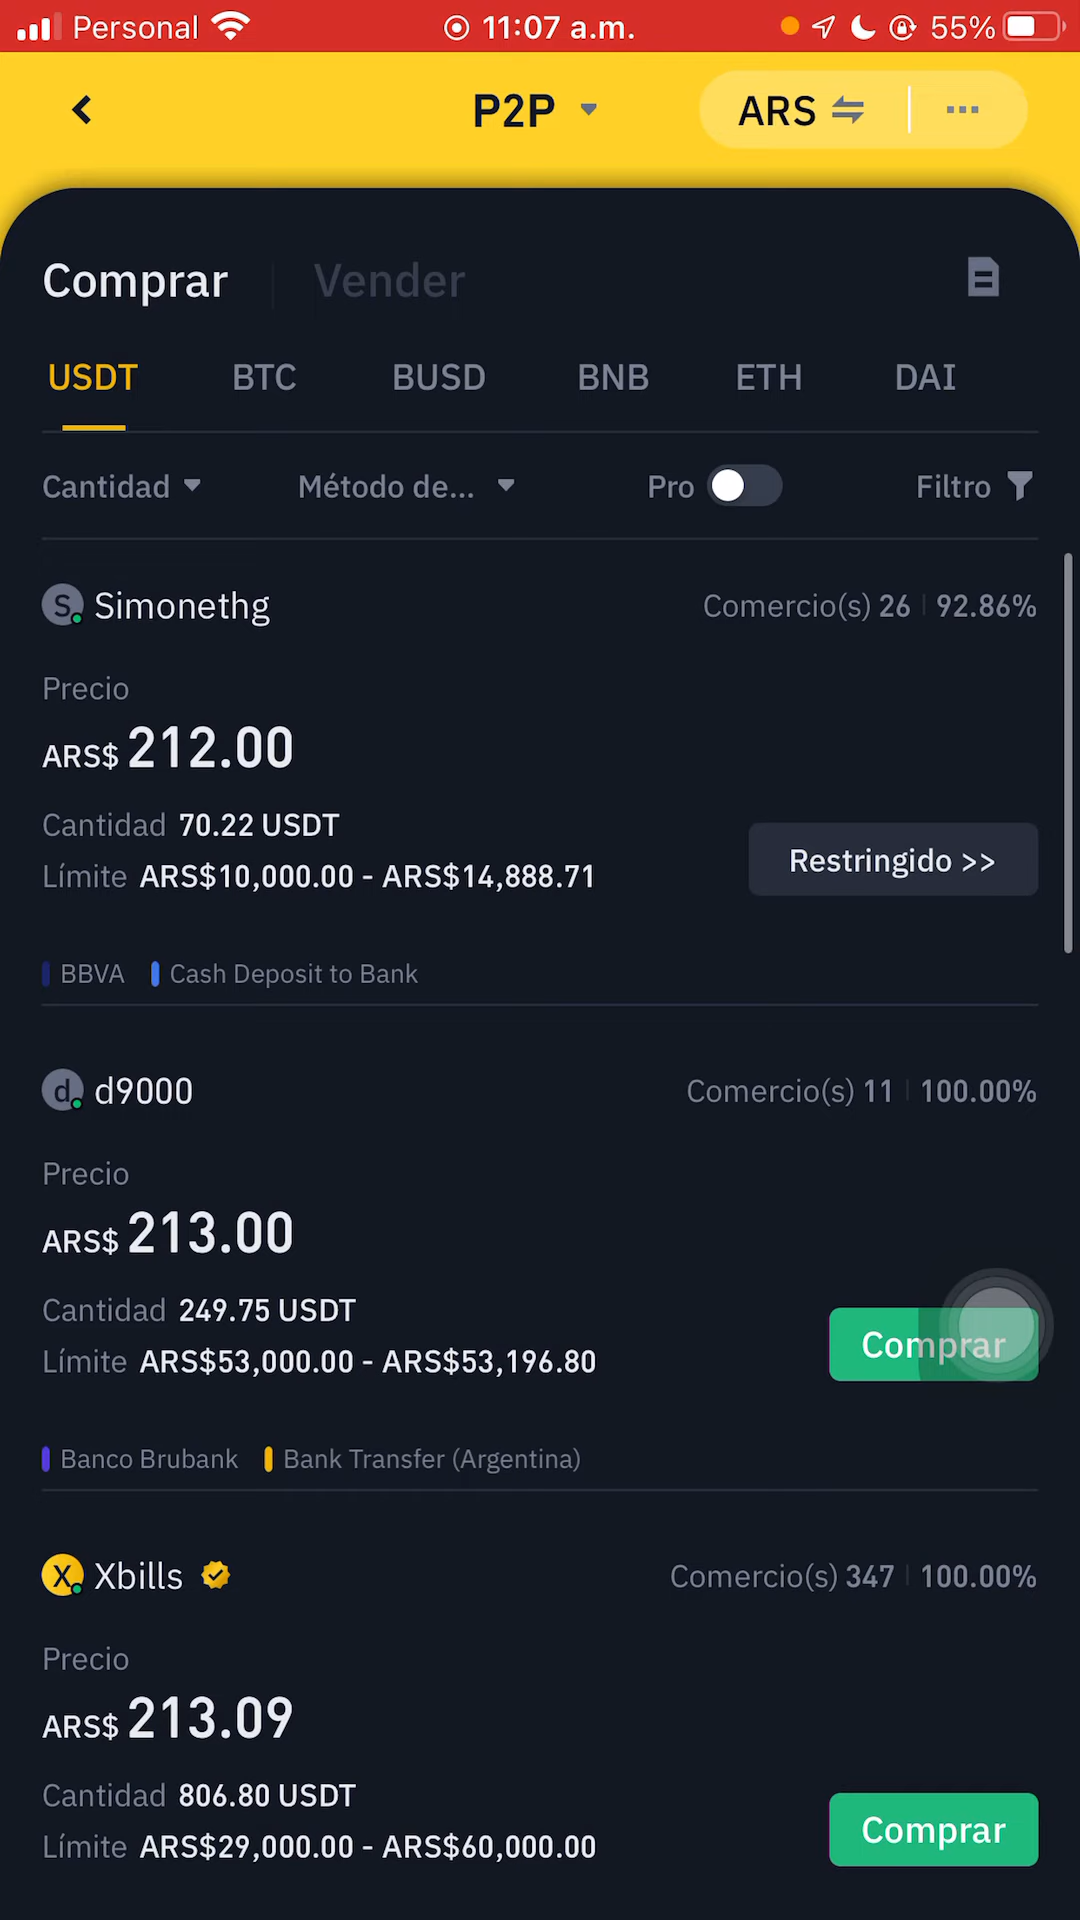 Personal 11:07 a.m. 55%
P2P ARS ...
Comprar Vender
USDT BTC BUSD BNB ETH DAI
Cantidad Método de... Pro Filtro
S Simonethg Comercio(s) 26 92.86%
Precio
ARS$ 212.00
Cantidad 70.22 USDT
Límite ARS$10,000.00 - ARS$14,888.71
Restringido >>
BBVA Cash Deposit to Bank
d d9000 Comercio(s) 11 100.00%
Precio
ARS$ 213.00
Cantidad 249.75 USDT
Límite ARS$53,000.00 - ARS$53,196.80
Comprar
Banco Brubank Bank Transfer (Argentina)
X Xbills Comercio(s) 347 100.00%
Precio
ARS$ 213.09
Cantidad 806.80 USDT
Límite ARS$29,000.00 - ARS$60,000.00
Comprar